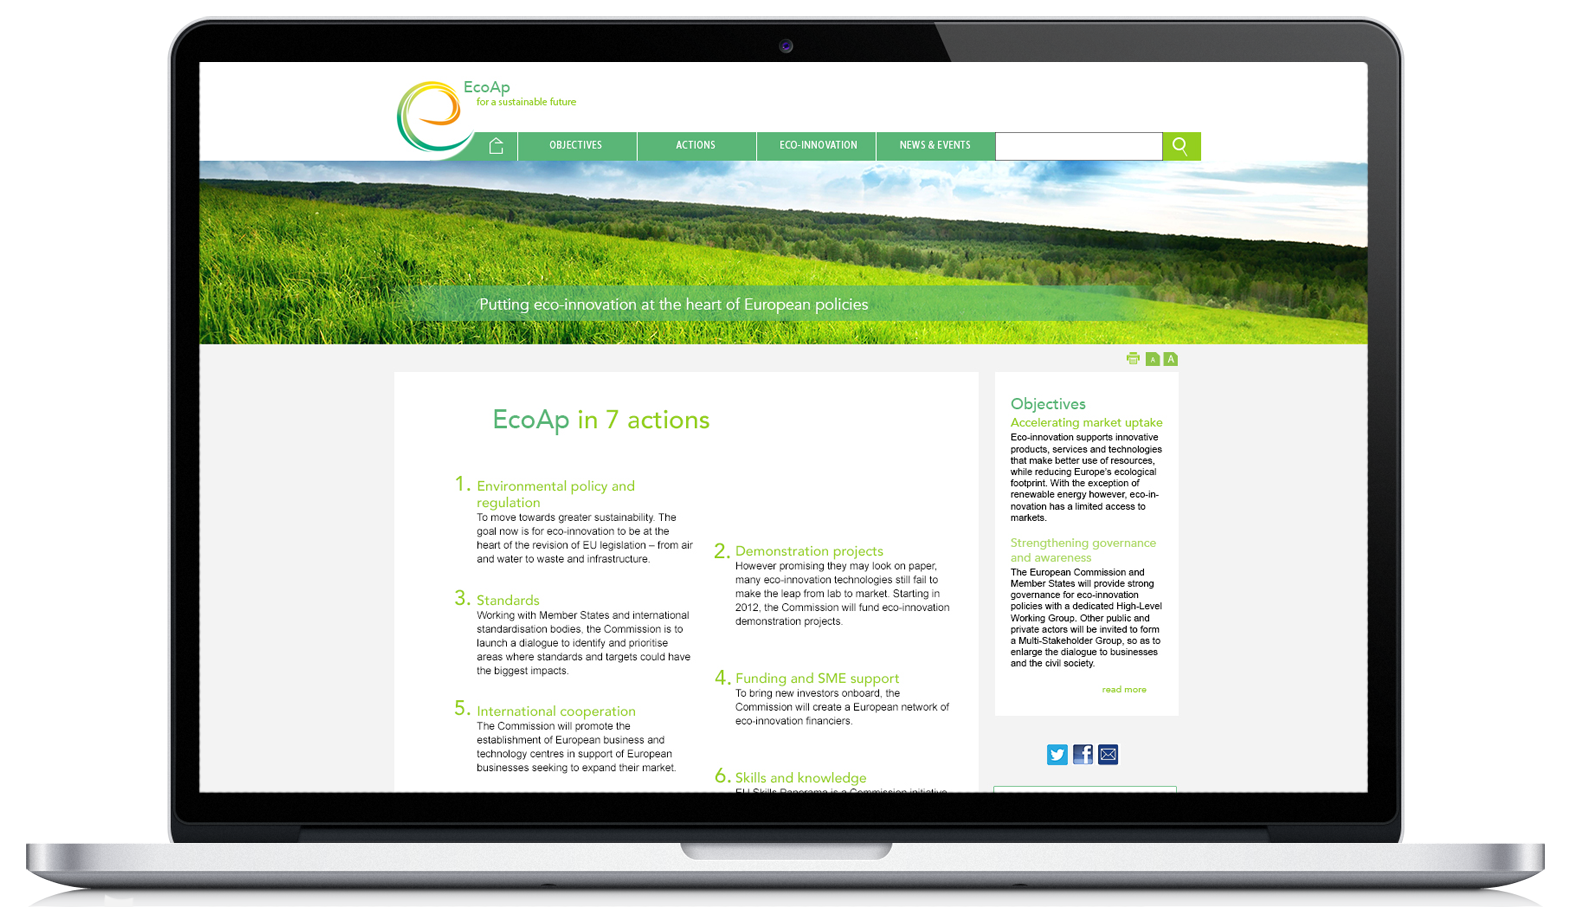 EcoAp
for a sustainable future
OBJECTIVES
ACTIONS
ECO-INNOVATION
NEWS & EVENTS
Putting eco-innovation at the heart of European policies
A
A
EcoAp in 7 actions
1. Environmental policy and
regulation
To move towards greater sustainability. The
goal now is for eco-innovation to be at the
heart of the revision of EU legislation – from air
and water to waste and infrastructure.
2. Demonstration projects
However promising they may look on paper,
many eco-innovation technologies still fail to
make the leap from lab to market. Starting in
2012, the Commission will fund eco-innovation
demonstration projects.
3. Standards
Working with Member States and international
standardisation bodies, the Commission is to
launch a dialogue to identify and prioritise
areas where standards and targets could have
the biggest impacts.
4. Funding and SME support
To bring new investors onboard, the
Commission will create a European network of
eco-innovation financiers.
5. International cooperation
The Commission will promote the
establishment of European business and
technology centres in support of European
businesses seeking to expand their market.
6. Skills and knowledge
EU Skills Panorama is a Commission initiative
Objectives
Accelerating market uptake
Eco-innovation supports innovative
products, services and technologies
that make better use of resources,
while reducing Europe's ecological
footprint. With the exception of
renewable energy however, eco-in-
novation has a limited access to
markets.
Strengthening governance
and awareness
The European Commission and
Member States will provide strong
governance for eco-innovation
policies with a dedicated High-Level
Working Group. Other public and
private actors will be invited to form
a Multi-Stakeholder Group, so as to
enlarge the dialogue to businesses
and the civil society.
read more